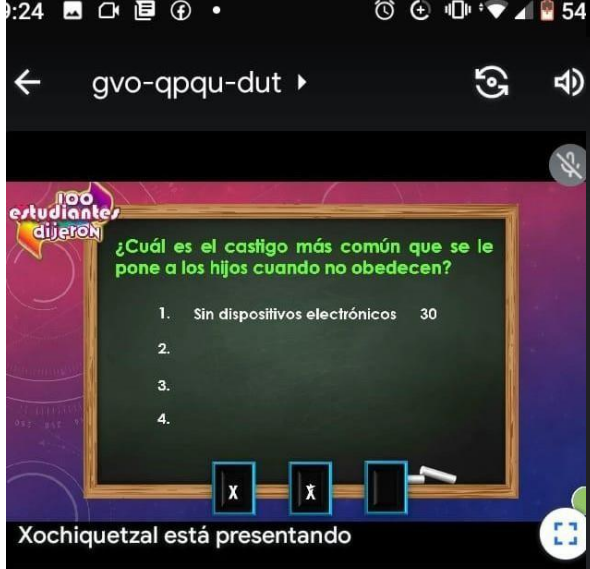 :24 54
gvo-qpqu-dut
100
estudiantes
dijeron
¿Cuál es el castigo más común que se le
pone a los hijos cuando no obedecen?
1. Sin dispositivos electrónicos 30
2.
3.
4.
X X
Xochiquetzal está presentando